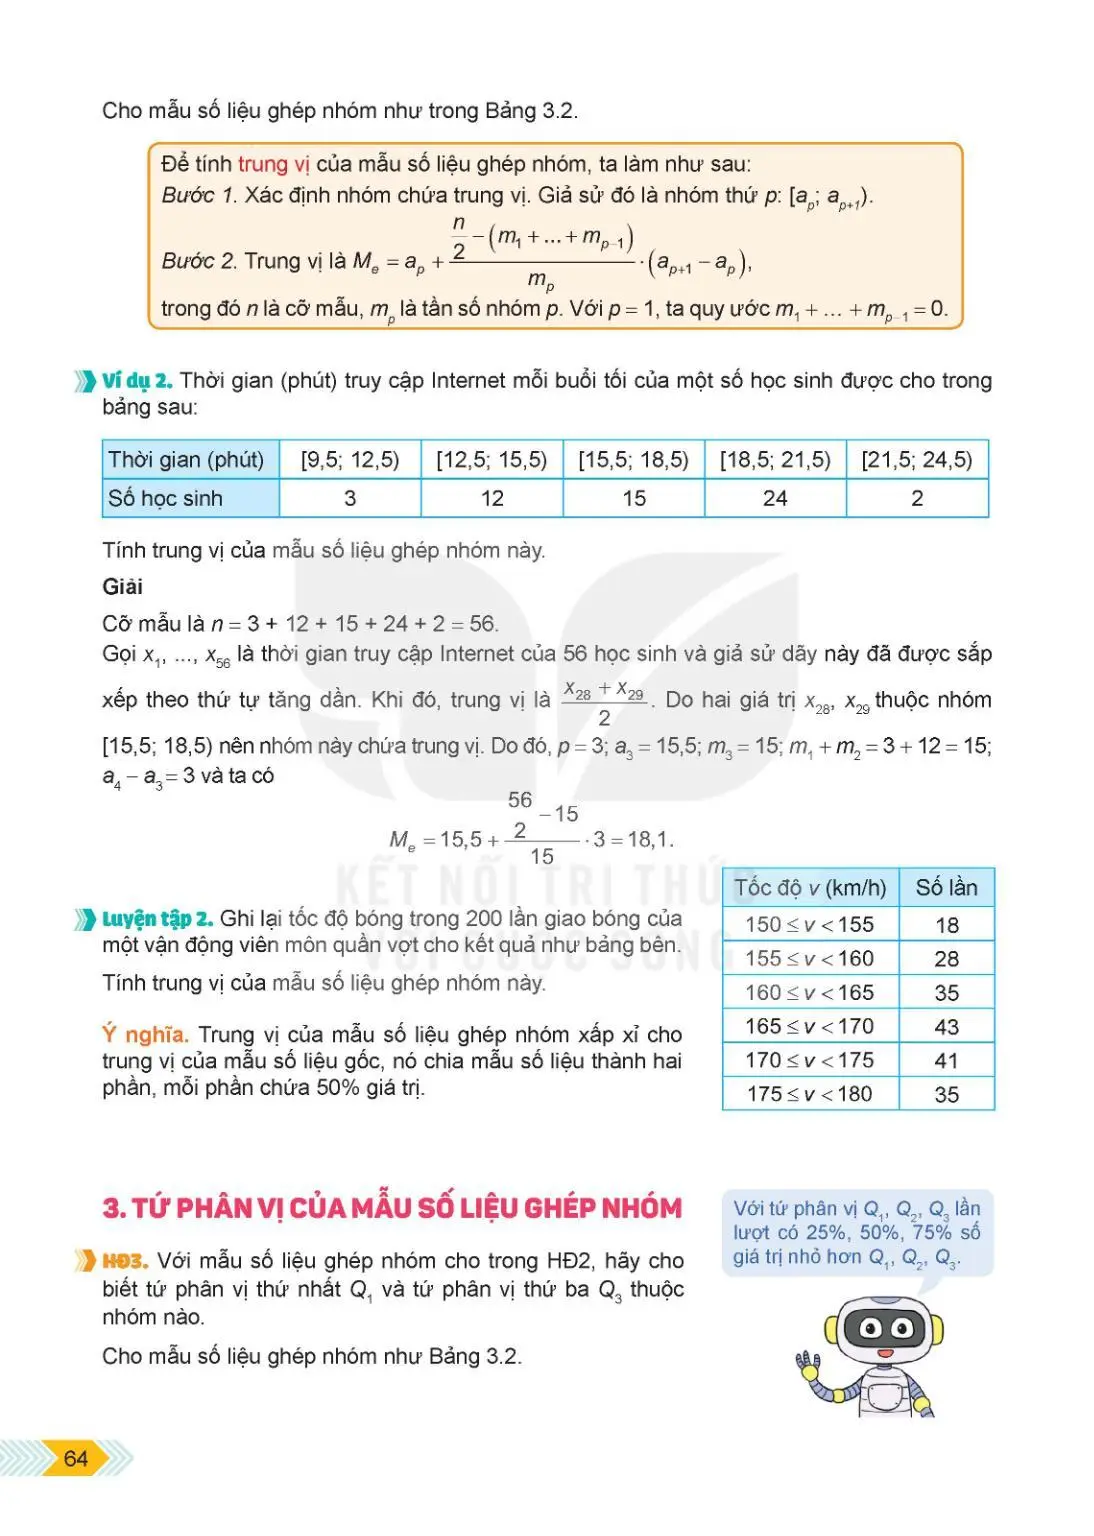 Cho mẫu số liệu ghép nhóm như trong Bảng 3.2.
Để tính trung vị của mẫu số liệu ghép nhóm, ta làm như sau:
Bước 1. Xác định nhóm chứa trung vị. Giả sử đó là nhóm thứ p: [a_p; a_{p+1}).
Bước 2. Trung vị là M_e = a_p + \frac{\frac{n}{2} − (m_1 + ... + m_{p−1})}{m_p} · (a_{p+1} − a_p),
trong đó n là cỡ mẫu, m_p là tần số nhóm p. Với p = 1, ta quy ước m_1 + ... + m_{p−1} = 0.
Ví dụ 2. Thời gian (phút) truy cập Internet mỗi buổi tối của một số học sinh được cho trong
bảng sau:
Thời gian (phút) [9,5; 12,5) [12,5; 15,5) [15,5; 18,5) [18,5; 21,5) [21,5; 24,5)
Số học sinh 3 12 15 24 2
Tính trung vị của mẫu số liệu ghép nhóm này.
Giải
Cỡ mẫu là n = 3 + 12 + 15 + 24 + 2 = 56.
Gọi x_1, ..., x_56 là thời gian truy cập Internet của 56 học sinh và giả sử dãy này đã được sắp
xếp theo thứ tự tăng dần. Khi đó, trung vị là \frac{x_{28} + x_{29}}{2}. Do hai giá trị x_28, x_29 thuộc nhóm
[15,5; 18,5) nên nhóm này chứa trung vị. Do đó, p = 3; a_3 = 15,5; m_3 = 15; m_1 + m_2 = 3 + 12 = 15;
a_4 − a_3 = 3 và ta có
M_e = 15,5 + \frac{\frac{56}{2} − 15}{15} · 3 = 18,1.
KẾT NỐI TRI THỨC
VỚI CUỘC SỐNG
Luyện tập 2. Ghi lại tốc độ bóng trong 200 lần giao bóng của
một vận động viên môn quần vợt cho kết quả như bảng bên.
Tính trung vị của mẫu số liệu ghép nhóm này.
Ý nghĩa. Trung vị của mẫu số liệu ghép nhóm xấp xỉ cho
trung vị của mẫu số liệu gốc, nó chia mẫu số liệu thành hai
phần, mỗi phần chứa 50% giá trị.
Tốc độ v (km/h) Số lần
150 ≤ v < 155 18
155 ≤ v < 160 28
160 ≤ v < 165 35
165 ≤ v < 170 43
170 ≤ v < 175 41
175 ≤ v < 180 35
3. TỨ PHÂN VỊ CỦA MẪU SỐ LIỆU GHÉP NHÓM
HĐ3. Với mẫu số liệu ghép nhóm cho trong HĐ2, hãy cho
biết tứ phân vị thứ nhất Q_1 và tứ phân vị thứ ba Q_3 thuộc
nhóm nào.
Cho mẫu số liệu ghép nhóm như Bảng 3.2.
Với tứ phân vị Q_1, Q_2, Q_3 lần
lượt có 25%, 50%, 75% số
giá trị nhỏ hơn Q_1, Q_2, Q_3.
64